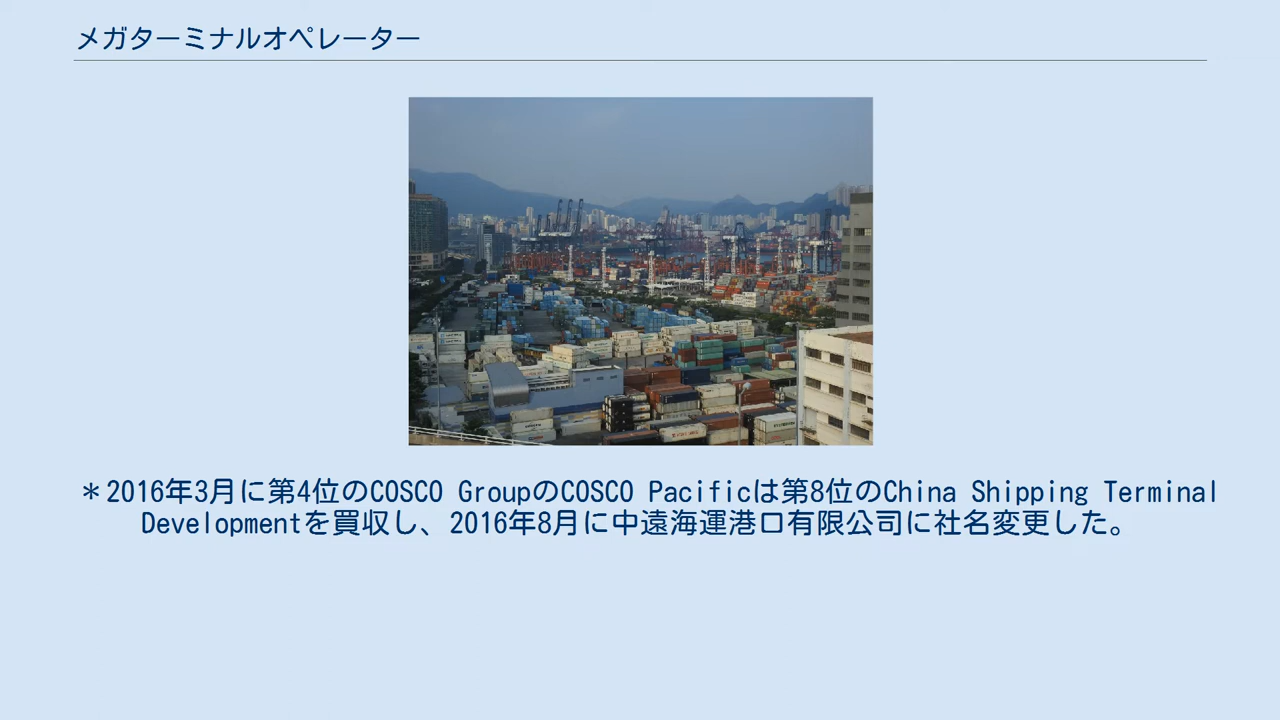 メガターミナルオペレーター
＊2016年3月に第4位のCOSCO GroupのCOSCO Pacificは第8位のChina Shipping Terminal
Developmentを買収し、2016年8月に中遠海運港口有限公司に社名変更した。